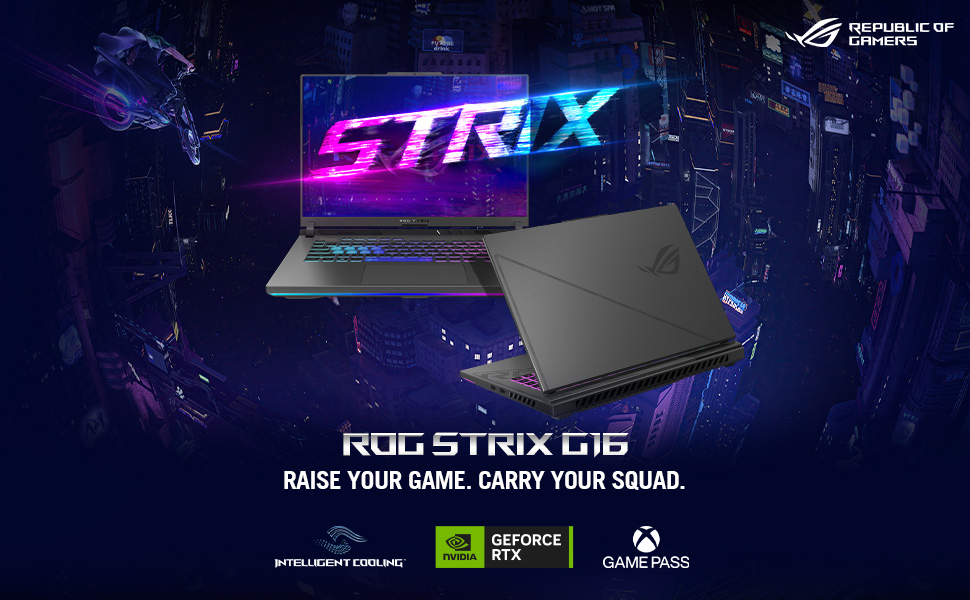 REPUBLIC OF
GAMERS
STRIX
ROG STRIX G16
RAISE YOUR GAME. CARRY YOUR SQUAD.
INTELLIGENT COOLING
NVIDIA
GEFORCE
RTX
GAME PASS